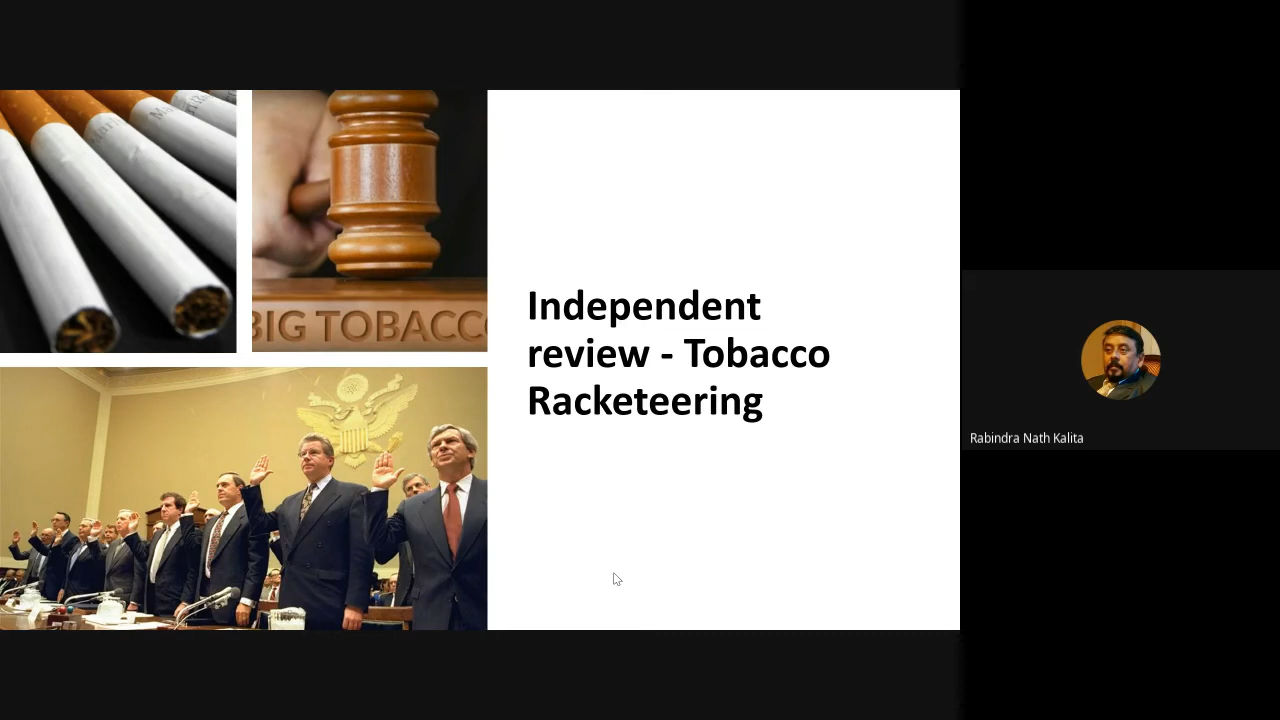 BIG TOBACCO
Independent
review - Tobacco
Racketeering
Rabindra Nath Kalita